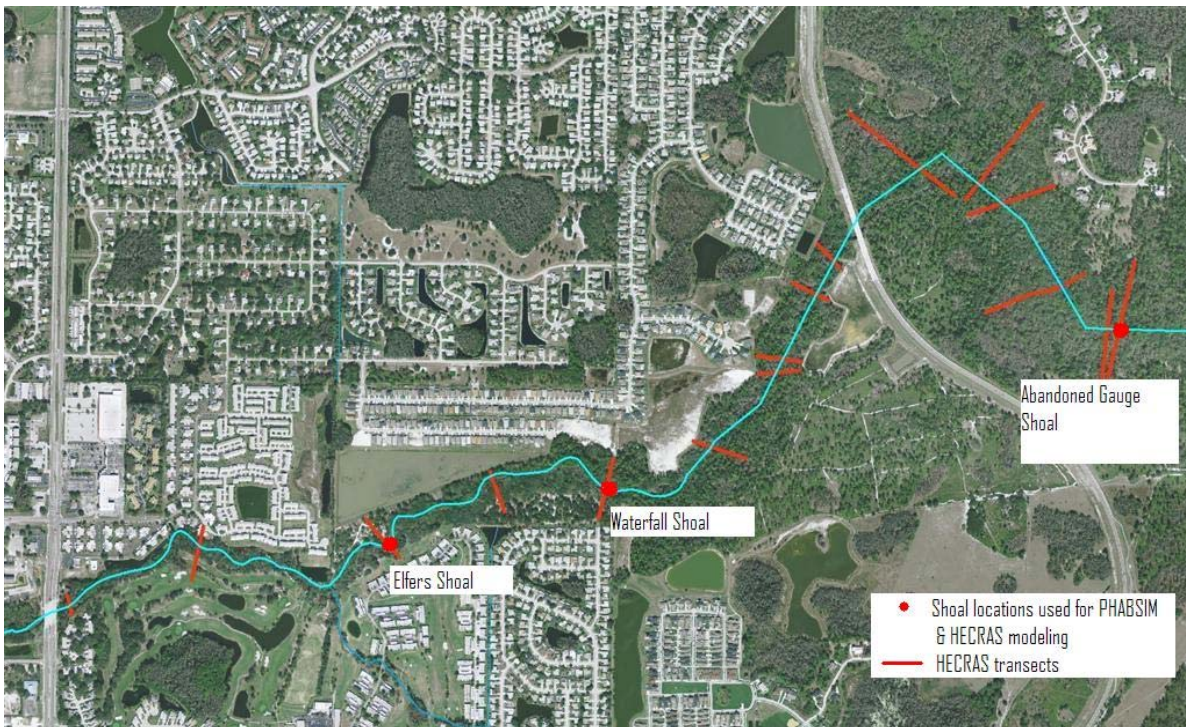 Abandoned Gauge
Shoal
Waterfall Shoal
Elfers Shoal
Shoal locations used for PHABSIM
& HECRAS modeling
HECRAS transects